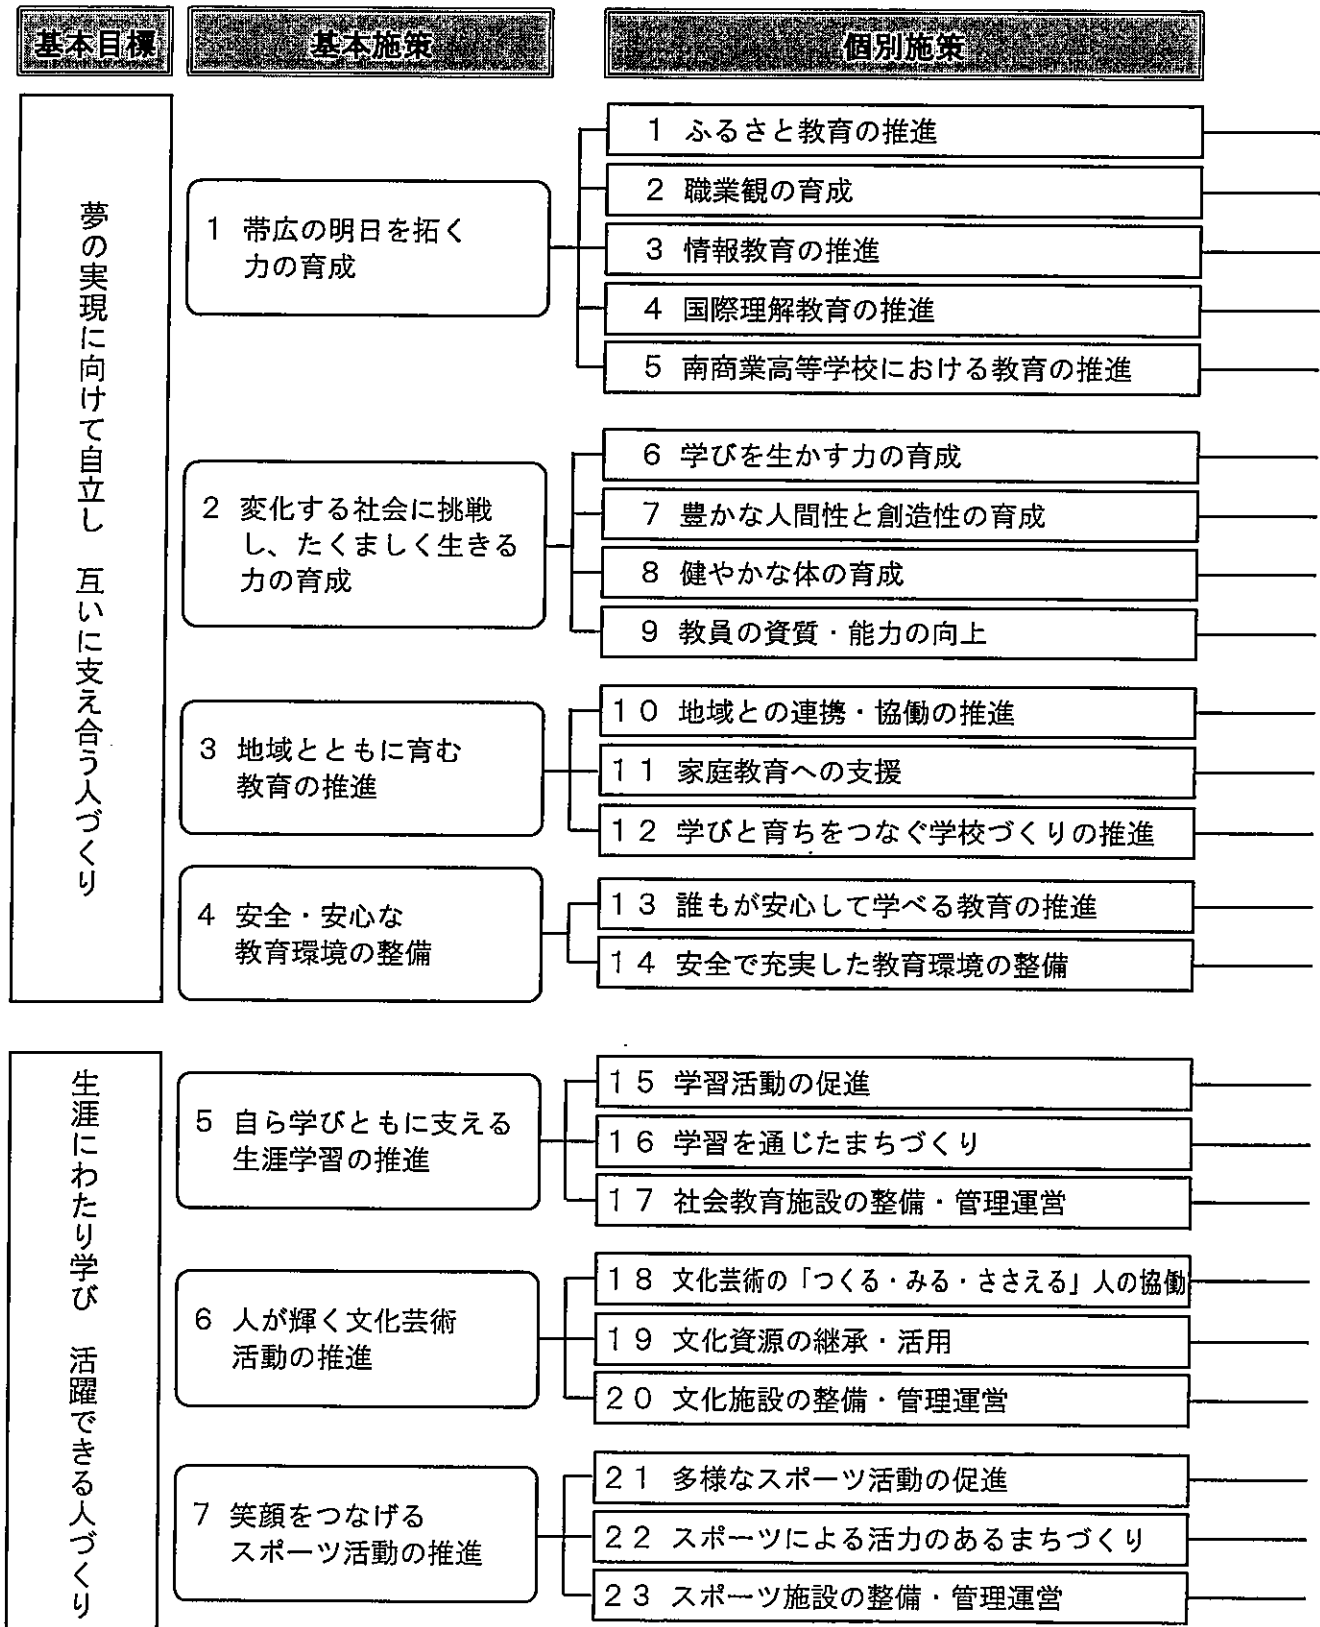 基本目標
基本施策
個別施策
夢の実現に向けて自立し 互いに支え合う人づくり
1 帯広の明日を拓く
力の育成
1 ふるさと教育の推進
2 職業観の育成
3 情報教育の推進
4 国際理解教育の推進
5 南商業高等学校における教育の推進
2 変化する社会に挑戦
し、たくましく生きる
力の育成
6 学びを生かす力の育成
7 豊かな人間性と創造性の育成
8 健やかな体の育成
9 教員の資質・能力の向上
3 地域とともに育む
教育の推進
10 地域との連携・協働の推進
11 家庭教育への支援
12 学びと育ちをつなぐ学校づくりの推進
4 安全・安心な
教育環境の整備
13 誰もが安心して学べる教育の推進
14 安全で充実した教育環境の整備
生涯にわたり学び 活躍できる人づくり
5 自ら学びともに支える
生涯学習の推進
15 学習活動の促進
16 学習を通じたまちづくり
17 社会教育施設の整備・管理運営
6 人が輝く文化芸術
活動の推進
18 文化芸術の「つくる・みる・ささえる」人の協働
19 文化資源の継承・活用
20 文化施設の整備・管理運営
7 笑顔をつなげる
スポーツ活動の推進
21 多様なスポーツ活動の促進
22 スポーツによる活力のあるまちづくり
23 スポーツ施設の整備・管理運営